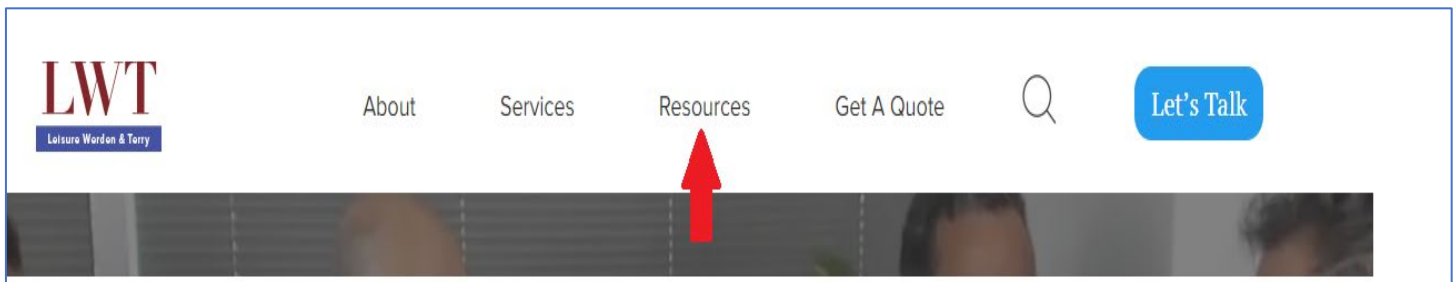 LWT
Leisure Werden & Terry
About Services Resources Get A Quote Let's Talk